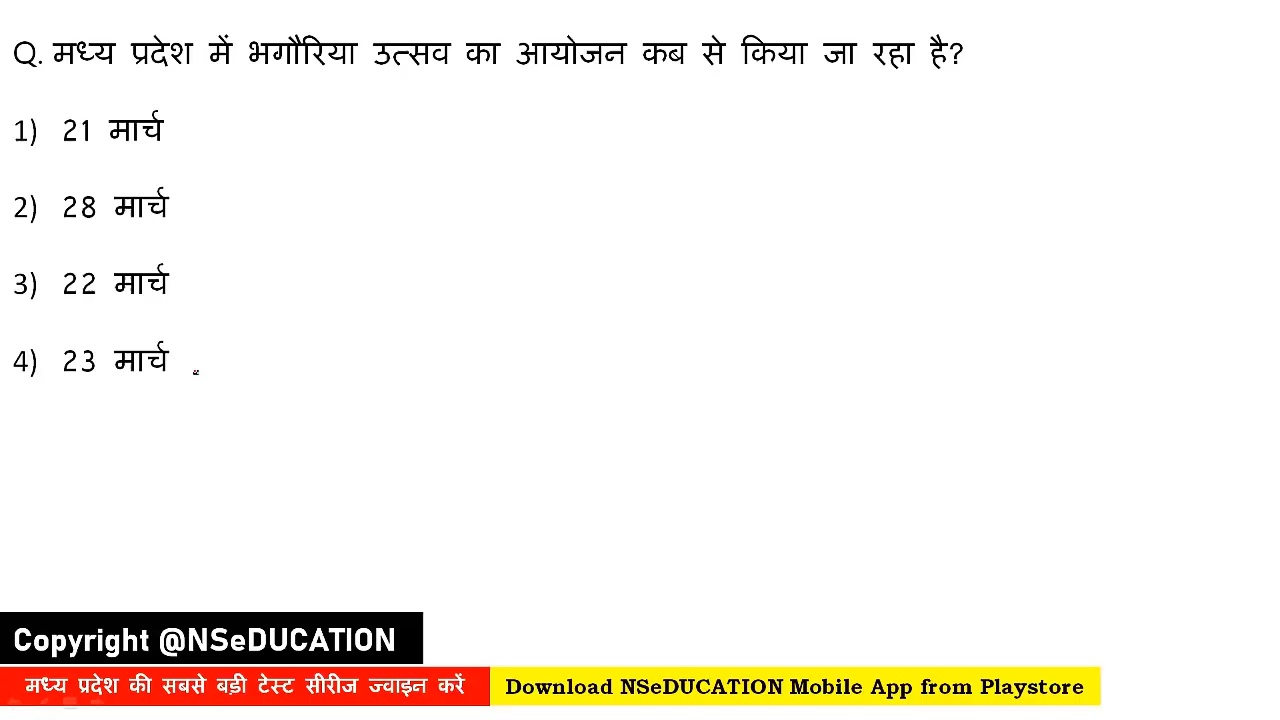 Q. मध्य प्रदेश में भगौरिया उत्सव का आयोजन कब से किया जा रहा है?
1) 21 मार्च
2) 28 मार्च
3) 22 मार्च
4) 23 मार्च
Copyright @NSeDUCATION
मध्य प्रदेश की सबसे बड़ी टेस्ट सीरीज ज्वाइन करें Download NSeDUCATION Mobile App from Playstore